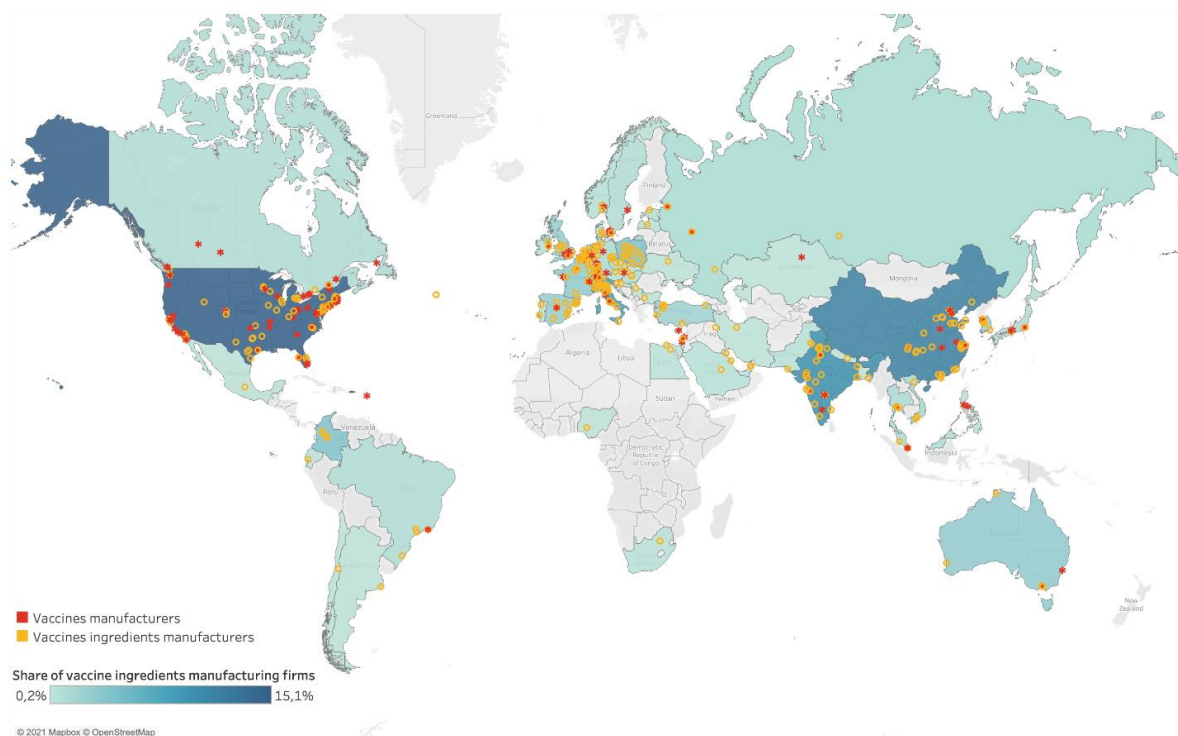 Greenland
Finland
Belarus
Mongolia
Iraq
Algeria
Libya
Sudan
Yemen
Venezuela
Democratic
Republic
of Congo
Indonesia
Peru
New
Zealand
Vaccines manufacturers
Vaccines ingredients manufacturers
Share of vaccine ingredients manufacturing firms
0,2% 15,1%
© 2021 Mapbox © OpenStreetMap